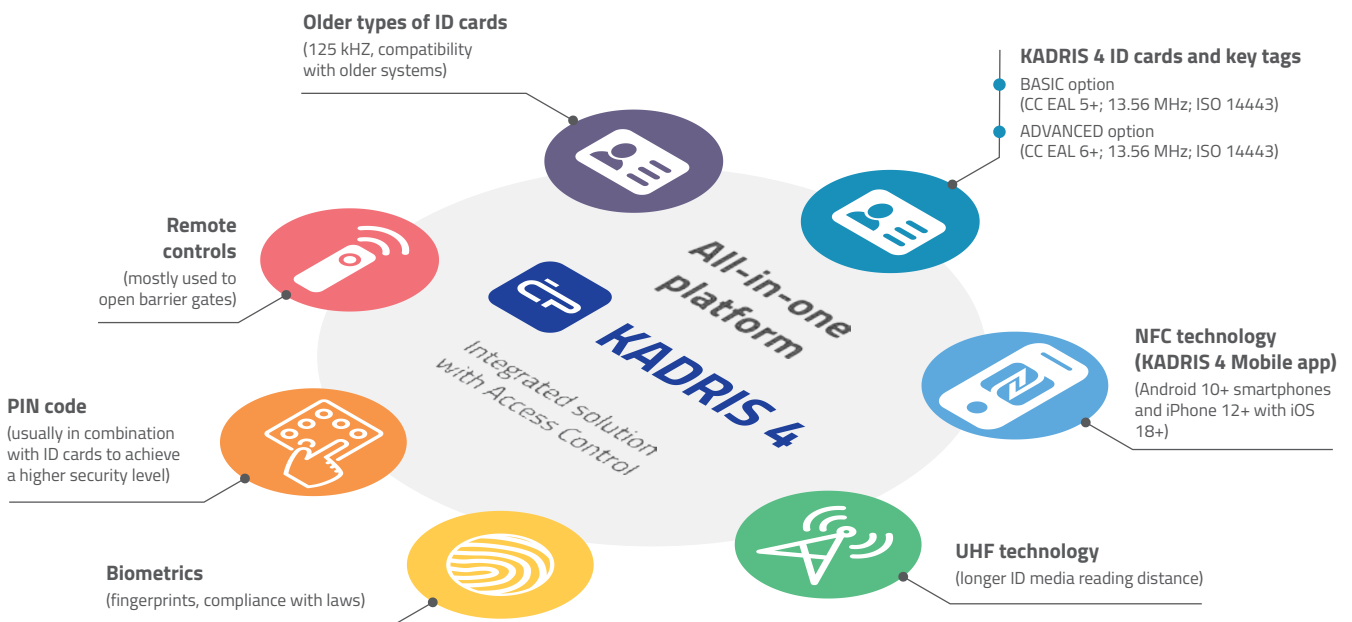 Older types of ID cards
(125 kHZ, compatibility
with older systems)
KADRIS 4 ID cards and key tags
BASIC option
(CC EAL 5+; 13.56 MHz; ISO 14443)
ADVANCED option
(CC EAL 6+; 13.56 MHz; ISO 14443)
Remote
controls
(mostly used to
open barrier gates)
All-in-one
platform
KADRIS 4
Integrated solution
with Access Control
NFC technology
(KADRIS 4 Mobile app)
(Android 10+ smartphones
and iPhone 12+ with iOS
18+)
PIN code
(usually in combination
with ID cards to achieve
a higher security level)
UHF technology
(longer ID media reading distance)
Biometrics
(fingerprints, compliance with laws)